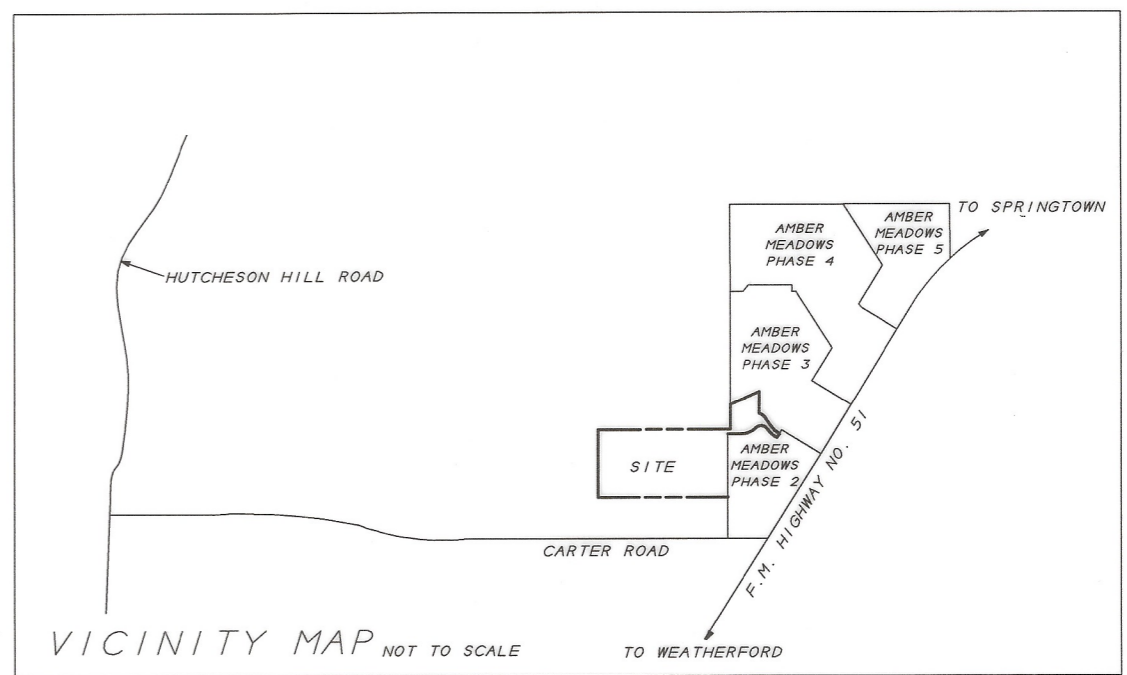 TO SPRINGTOWN
AMBER
MEADOWS
PHASE 5
AMBER
MEADOWS
PHASE 4
HUTCHESON HILL ROAD
AMBER
MEADOWS
PHASE 3
AMBER
MEADOWS
PHASE 2
SITE
F.M. HIGHWAY NO. 51
CARTER ROAD
VICINITY MAP NOT TO SCALE
TO WEATHERFORD